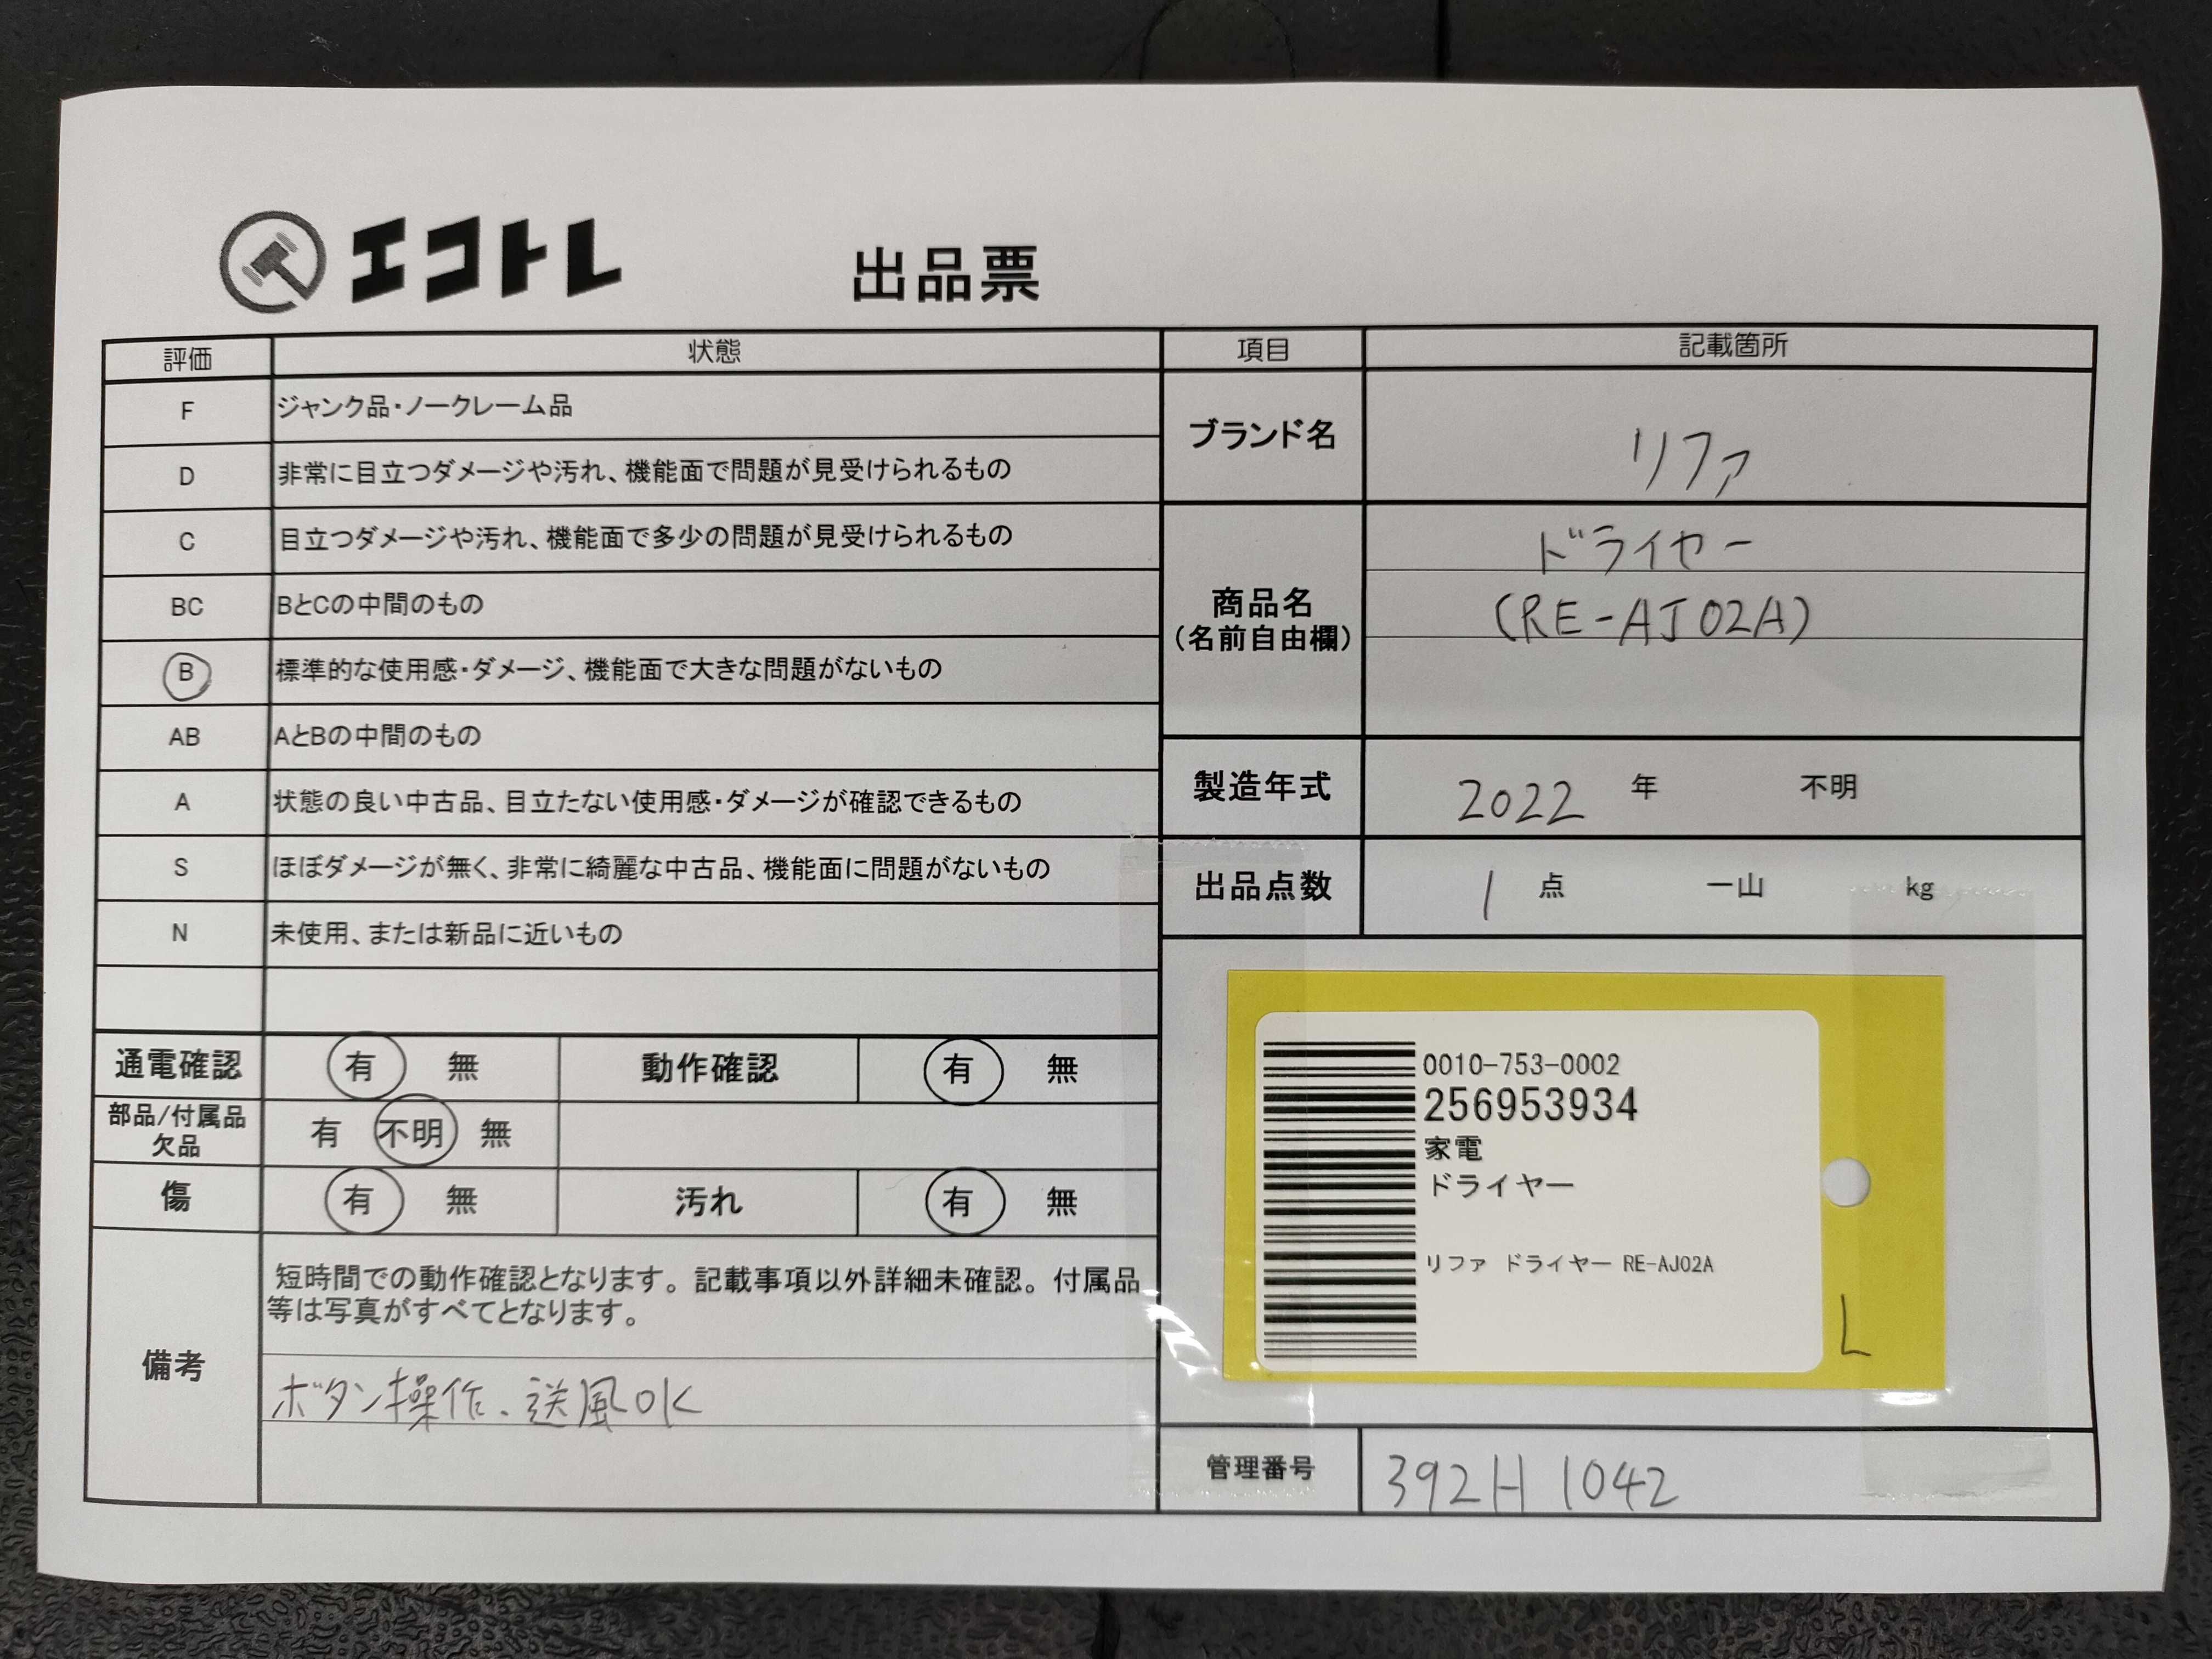 エコトレ
出品票
評価 状態
F ジャンク品・ノークレーム品
D 非常に目立つダメージや汚れ、機能面で問題が見受けられるもの
C 目立つダメージや汚れ、機能面で多少の問題が見受けられるもの
BC BとCの中間のもの
B 標準的な使用感・ダメージ、機能面で大きな問題がないもの
AB AとBの中間のもの
A 状態の良い中古品、目立たない使用感・ダメージが確認できるもの
S ほぼダメージが無く、非常に綺麗な中古品、機能面に問題がないもの
N 未使用、または新品に近いもの
通電確認 有 無 動作確認 有 無
部品/付属品
欠品
有 不明 無
傷 有 無 汚れ 有 無
備考
短時間での動作確認となります。記載事項以外詳細未確認。付属品
等は写真がすべてとなります。
ボタン操作、送風OK
項目 記載箇所
ブランド名 リファ
商品名
(名前自由欄)
ドライヤー
(RE-AJ02A)
製造年式 2022 年 不明
出品点数 1 点 一山 kg
0010-753-0002
256953934
家電
ドライヤー
リファ ドライヤー RE-AJ02A
L
管理番号 392H 1042